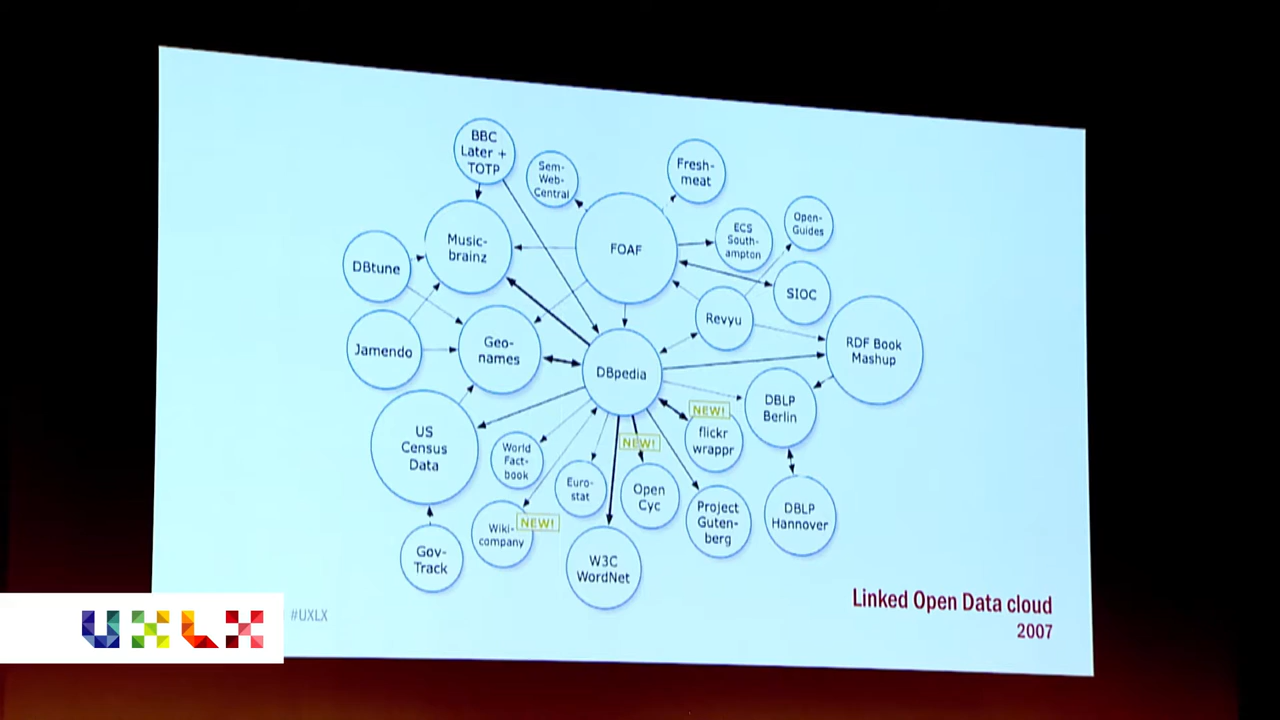 BBC
Later +
TOTP
Sem-
Web-
Central
Fresh-
meat
Music-
brainz
FOAF
ECS
South-
ampton
Open-
Guides
DBtune
SIOC
Jamendo
Geo-
names
Revyu
DBpedia
RDF Book
Mashup
US
Census
Data
World
Fact-
book
Euro-
stat
NEW!
Open
Cyc
NEW!
flickr
wrappr
DBLP
Berlin
Gov-
Track
Wiki-
company
NEW!
W3C
WordNet
Project
Guten-
berg
DBLP
Hannover
#UXLX
Linked Open Data cloud
2007
UXLX